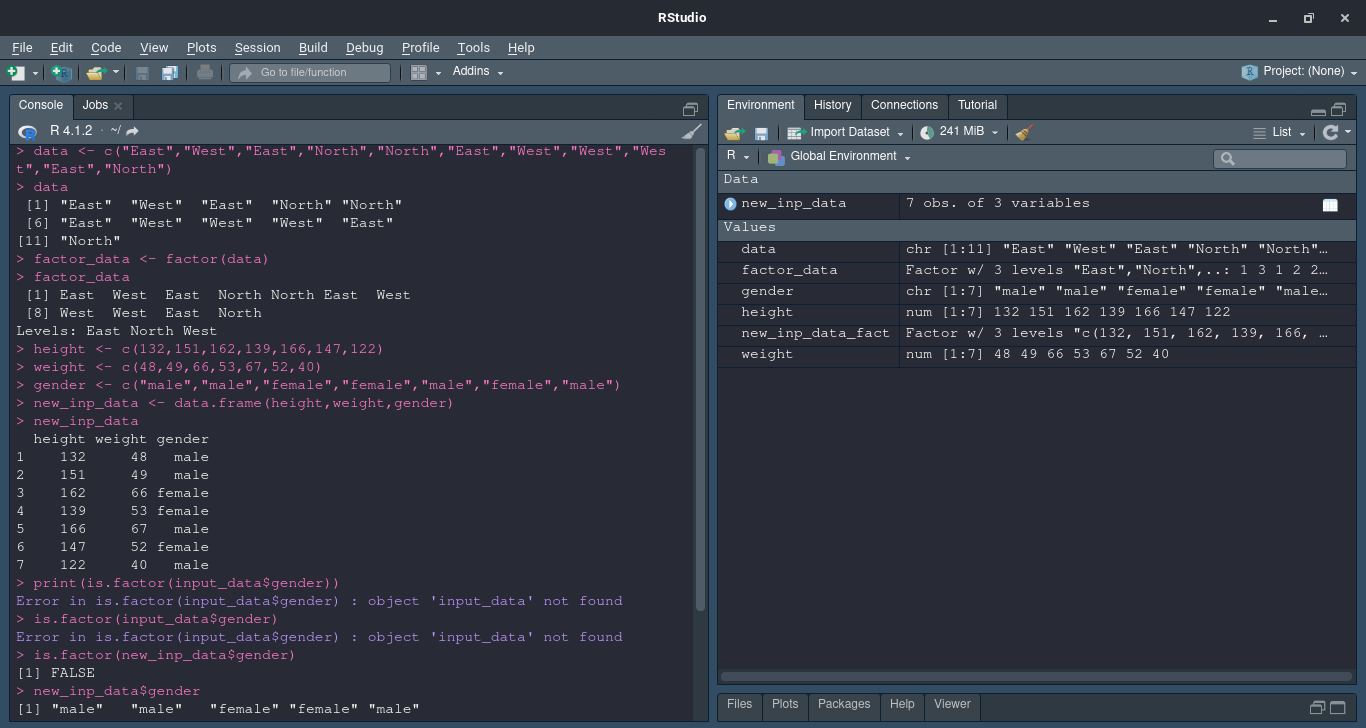 RStudio
File Edit Code View Plots Session Build Debug Profile Tools Help
Go to file/function Addins Project: (None)
Console Jobs
R 4.1.2 · ~/
> data <- c("East","West","East","North","North","East","West","West","Wes
t","East","North")
> data
[1] "East" "West" "East" "North" "North"
[6] "East" "West" "West" "West" "East"
[11] "North"
> factor_data <- factor(data)
> factor_data
[1] East West East North North East West
[8] West West East North
Levels: East North West
> height <- c(132,151,162,139,166,147,122)
> weight <- c(48,49,66,53,67,52,40)
> gender <- c("male","male","female","female","male","female","male")
> new_inp_data <- data.frame(height,weight,gender)
> new_inp_data
height weight gender
1 132 48 male
2 151 49 male
3 162 66 female
4 139 53 female
5 166 67 male
6 147 52 female
7 122 40 male
> print(is.factor(input_data$gender))
Error in is.factor(input_data$gender) : object 'input_data' not found
> is.factor(input_data$gender)
Error in is.factor(input_data$gender) : object 'input_data' not found
> is.factor(new_inp_data$gender)
[1] FALSE
> new_inp_data$gender
[1] "male" "male" "female" "female" "male"
Environment History Connections Tutorial
Import Dataset 241 MiB List
R Global Environment
Data
new_inp_data 7 obs. of 3 variables
Values
data chr [1:11] "East" "West" "East" "North" "North"…
factor_data Factor w/ 3 levels "East","North",..: 1 3 1 2 2…
gender chr [1:7] "male" "male" "female" "female" "male…
height num [1:7] 132 151 162 139 166 147 122
new_inp_data_fact Factor w/ 3 levels "c(132, 151, 162, 139, 166, …
weight num [1:7] 48 49 66 53 67 52 40
Files Plots Packages Help Viewer